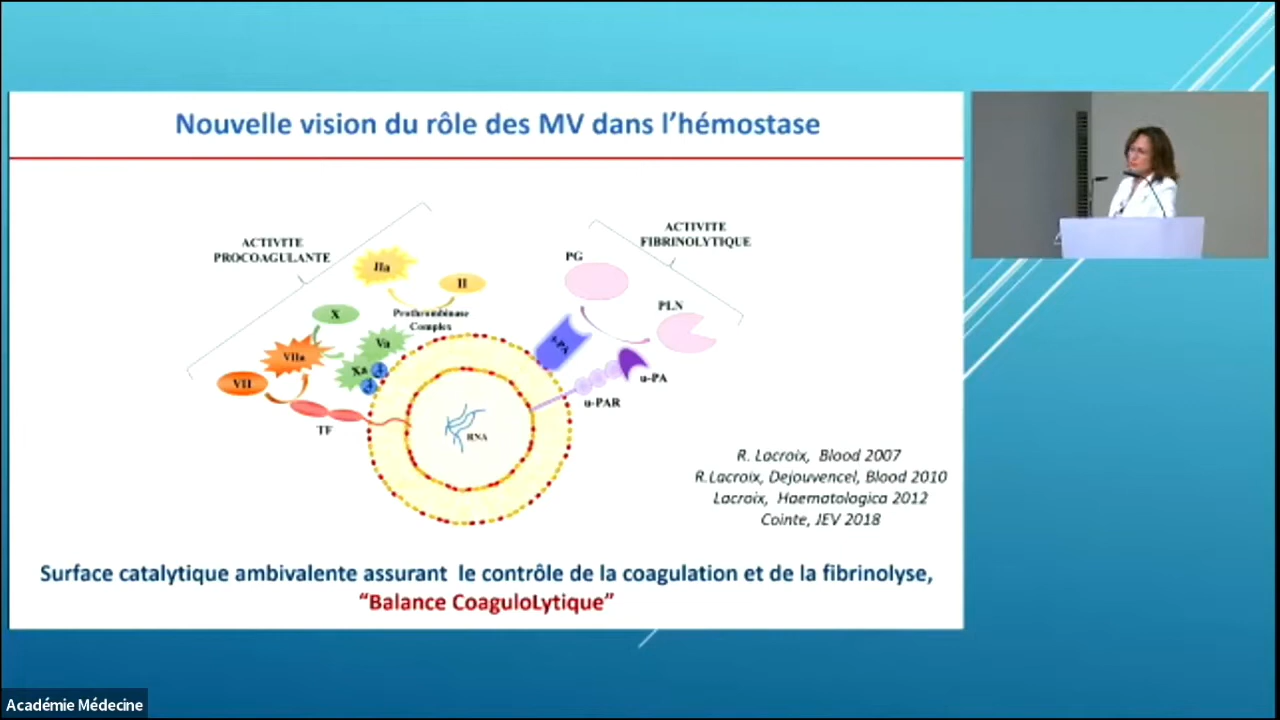 Nouvelle vision du rôle des MV dans l'hémostase
ACTIVITE
PROCOAGULANTE
ACTIVITE
FIBRINOLYTIQUE
IIa
II
PG
PLN
X
Prothrombinase
Complex
Va
t-PA
VIIa
Xa
VII
u-PA
u-PAR
TF
RNA
R. Lacroix, Blood 2007
R.Lacroix, Dejouvencel, Blood 2010
Lacroix, Haematologica 2012
Cointe, JEV 2018
Surface catalytique ambivalente assurant le contrôle de la coagulation et de la fibrinolyse,
“Balance CoaguloLytique”
Académie Médecine